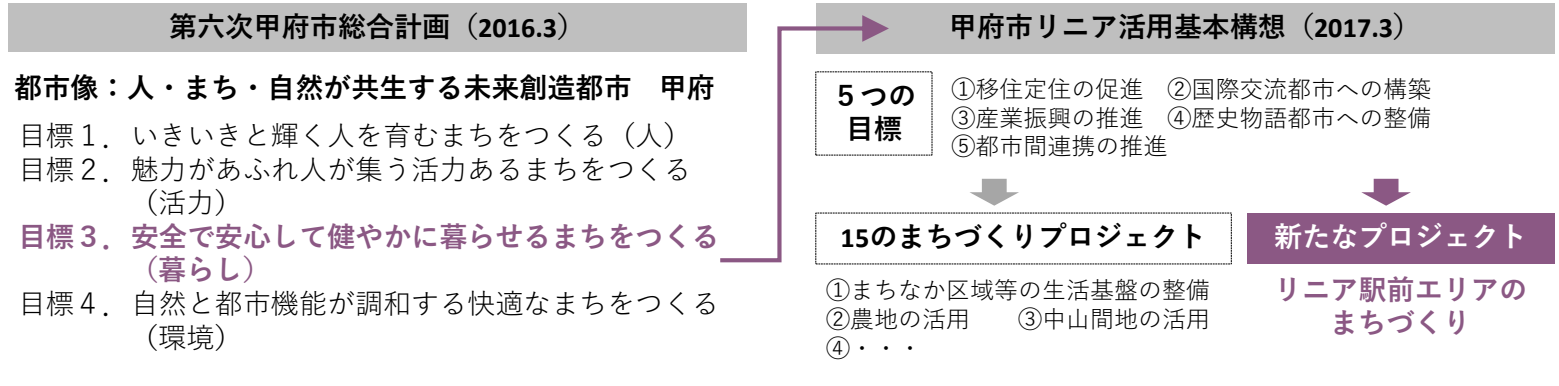 第六次甲府市総合計画（2016.3）
都市像：人・まち・自然が共生する未来創造都市　甲府
目標１．いきいきと輝く人を育むまちをつくる（人）
目標２．魅力があふれ人が集う活力あるまちをつくる
（活力）
目標３．安全で安心して健やかに暮らせるまちをつくる
（暮らし）
目標４．自然と都市機能が調和する快適なまちをつくる
（環境）
甲府市リニア活用基本構想（2017.3）
５つの
目標
①移住定住の促進　②国際交流都市への構築
③産業振興の推進　④歴史物語都市への整備
⑤都市間連携の推進
15のまちづくりプロジェクト
①まちなか区域等の生活基盤の整備
②農地の活用　　③中山間地の活用
④・・・
新たなプロジェクト
リニア駅前エリアの
まちづくり